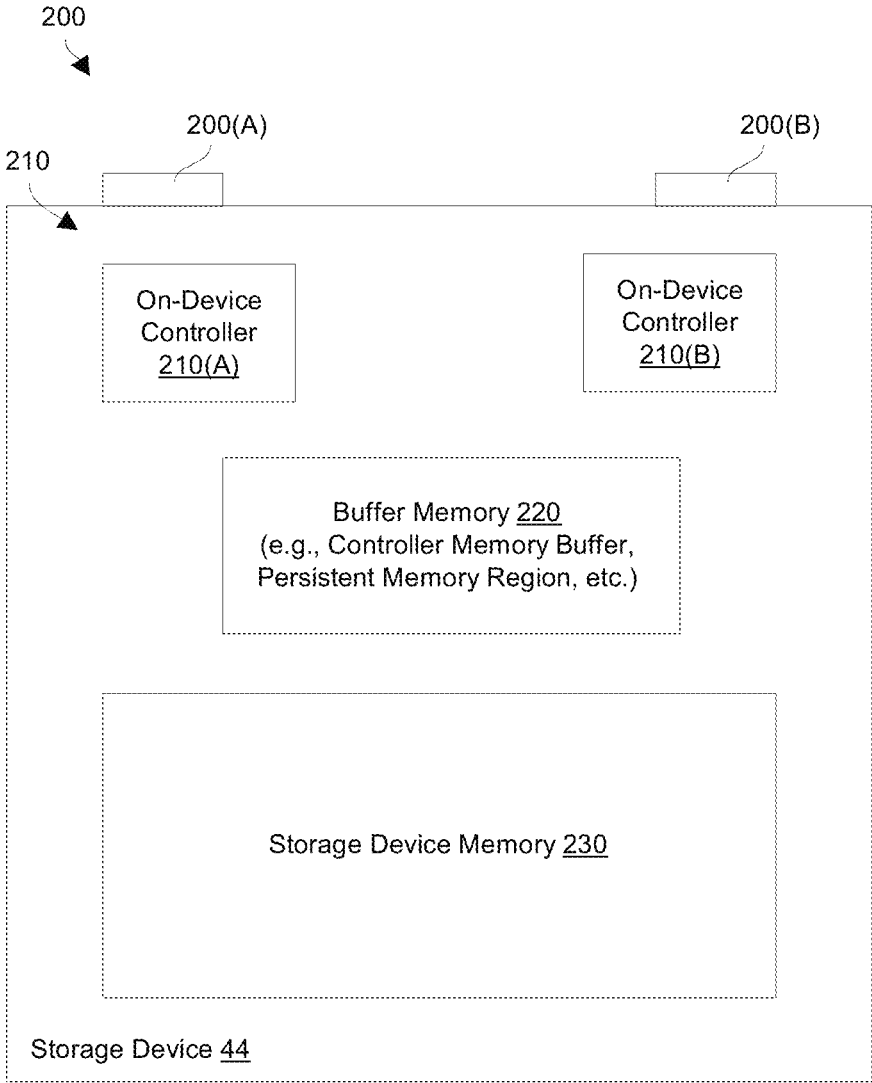 200
200(A)
200(B)
210
On-Device
Controller
210(A)
On-Device
Controller
210(B)
Buffer Memory 220
(e.g., Controller Memory Buffer,
Persistent Memory Region, etc.)
Storage Device Memory 230
Storage Device 44